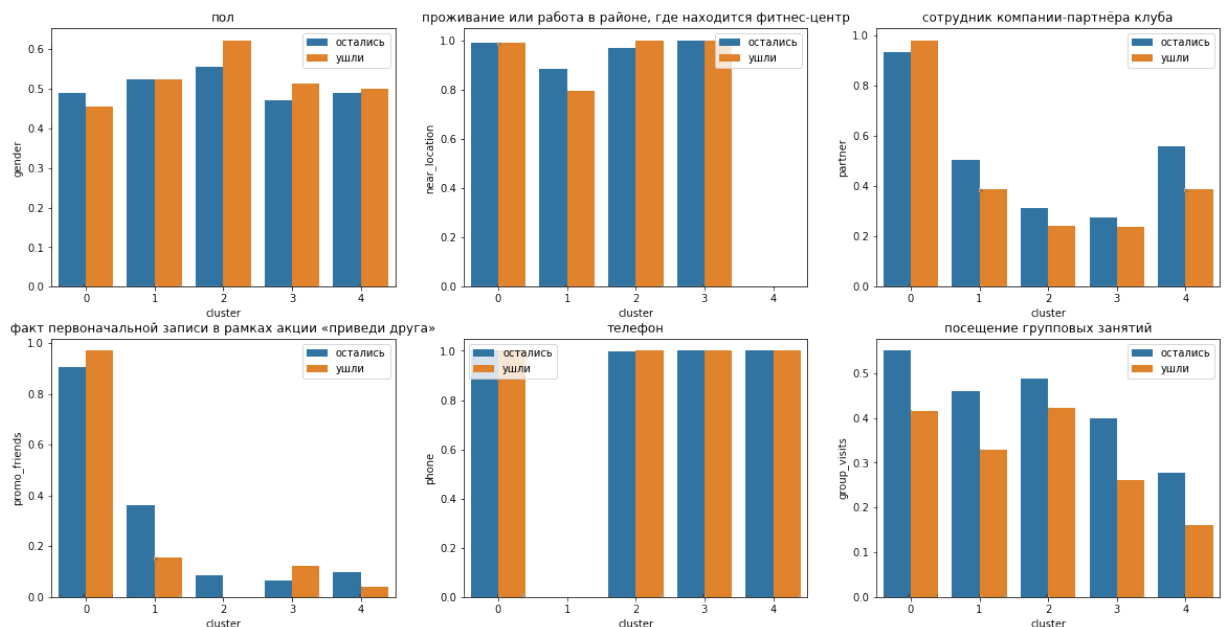 пол
0.6
0.5
0.4
0.3
0.2
0.1
0.0
gender
0 1 2 3 4
cluster
остались
ушли
проживание или работа в районе, где находится фитнес-центр
1.0
0.8
0.6
0.4
0.2
0.0
near_location
0 1 2 3 4
cluster
остались
ушли
сотрудник компании-партнёра клуба
1.0
0.8
0.6
0.4
0.2
0.0
partner
0 1 2 3 4
cluster
остались
ушли
факт первоначальной записи в рамках акции «приведи друга»
1.0
0.8
0.6
0.4
0.2
0.0
promo_friends
0 1 2 3 4
cluster
остались
ушли
телефон
1.0
0.8
0.6
0.4
0.2
0.0
phone
0 1 2 3 4
cluster
остались
ушли
посещение групповых занятий
0.5
0.4
0.3
0.2
0.1
0.0
group_visits
0 1 2 3 4
cluster
остались
ушли